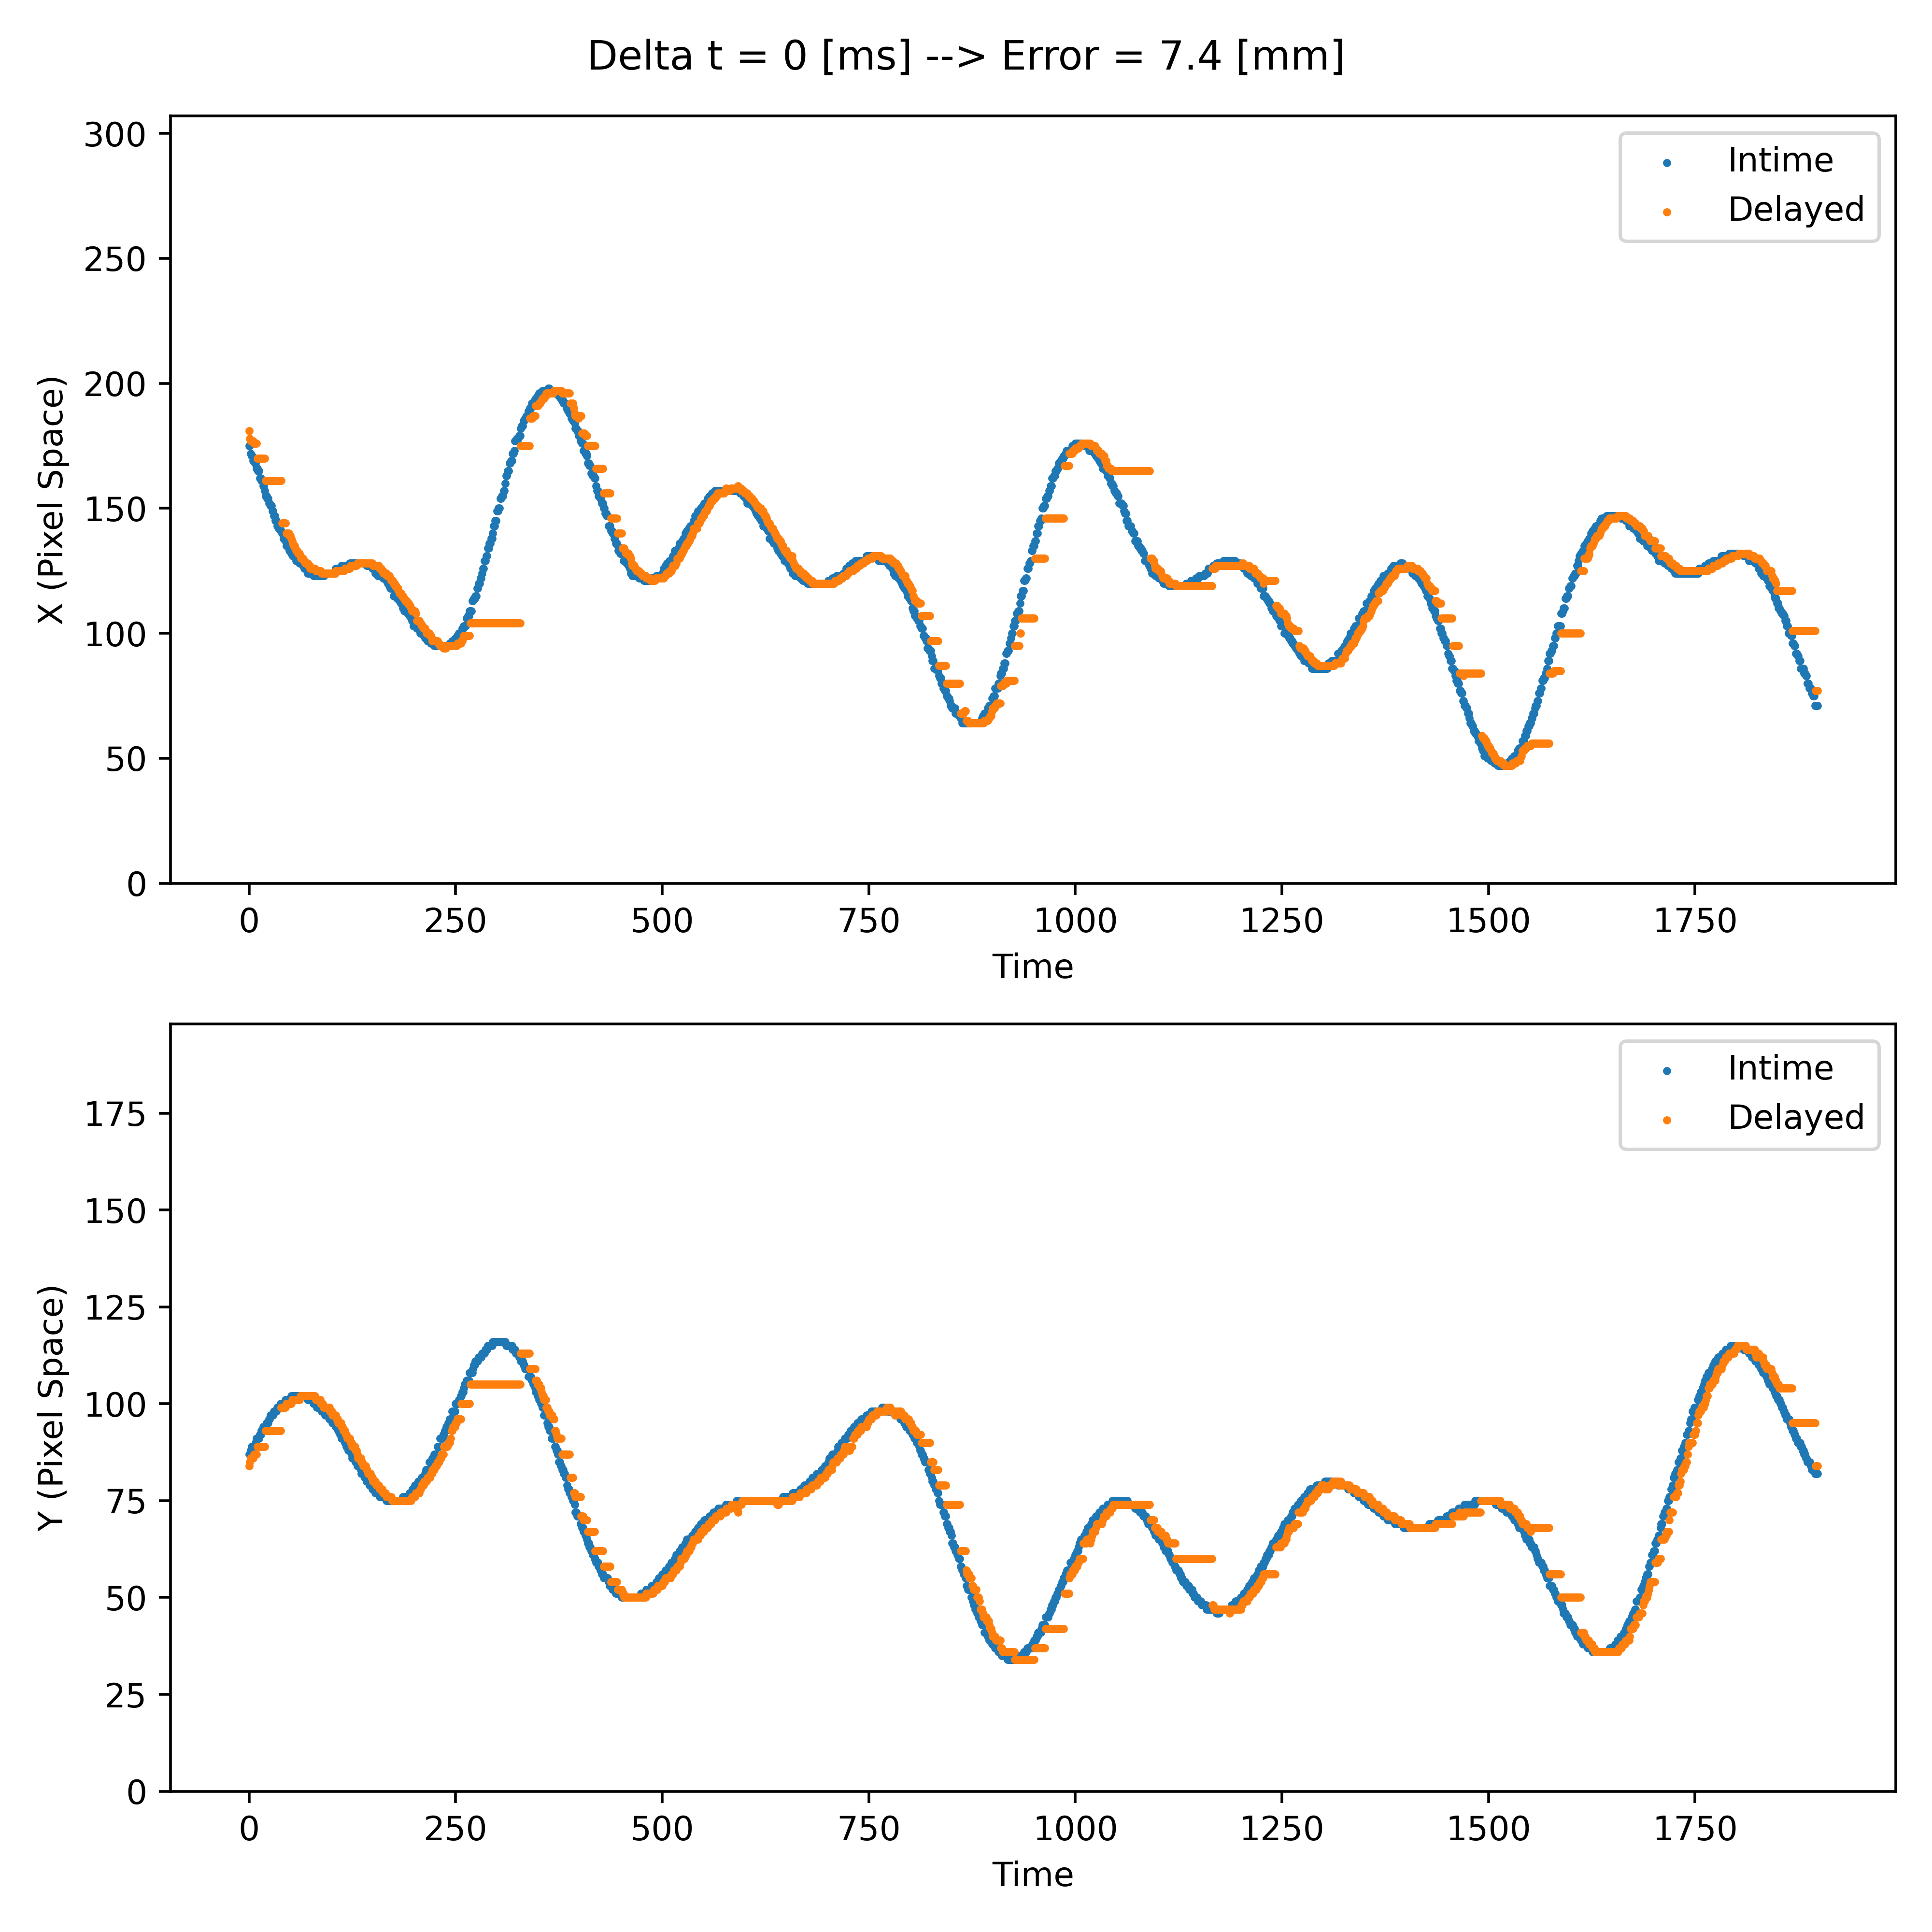 Delta t = 0 [ms] --> Error = 7.4 [mm]
300
250
200
150
100
50
0
X (Pixel Space)
Intime
Delayed
0 250 500 750 1000 1250 1500 1750
Time
175
150
125
100
75
50
25
0
Y (Pixel Space)
Intime
Delayed
0 250 500 750 1000 1250 1500 1750
Time